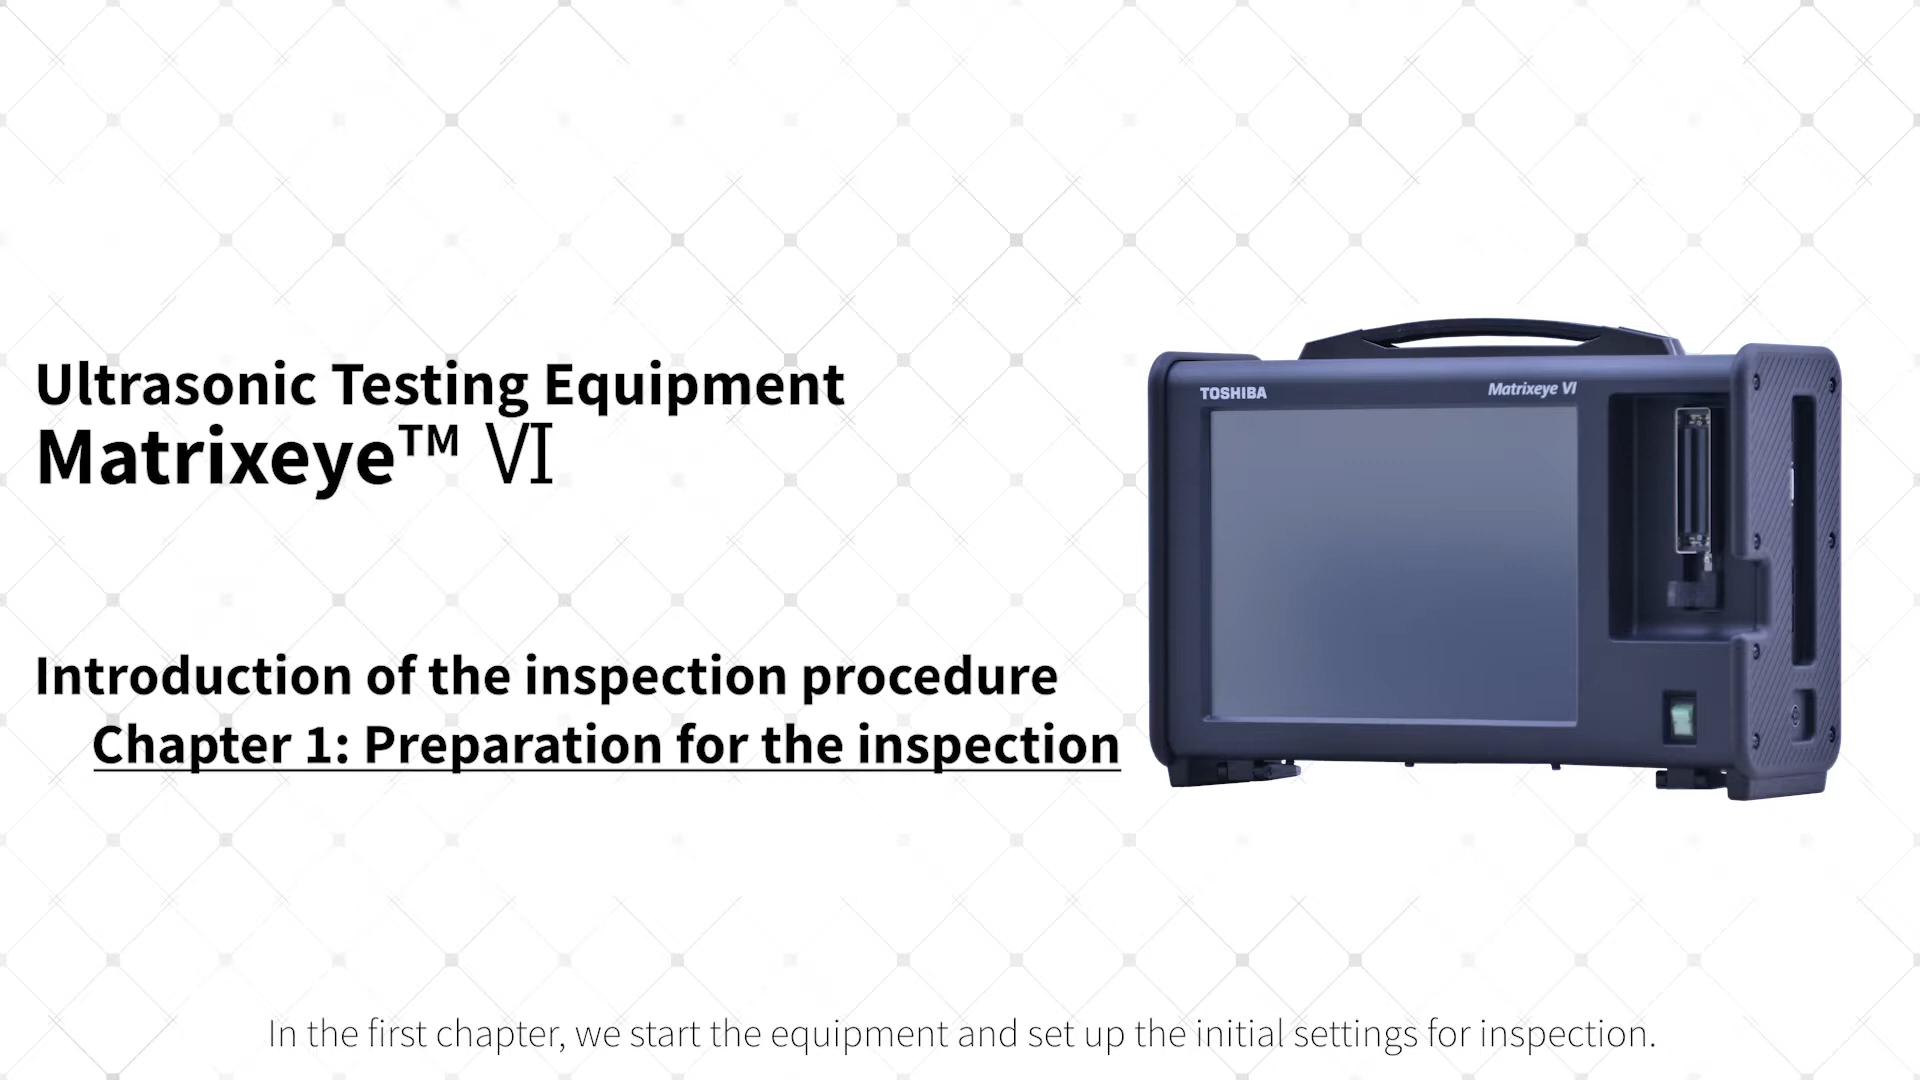 Ultrasonic Testing Equipment
Matrixeye™ Ⅵ
TOSHIBA
Matrixeye VI
Introduction of the inspection procedure
Chapter 1: Preparation for the inspection
In the first chapter, we start the equipment and set up the initial settings for inspection.